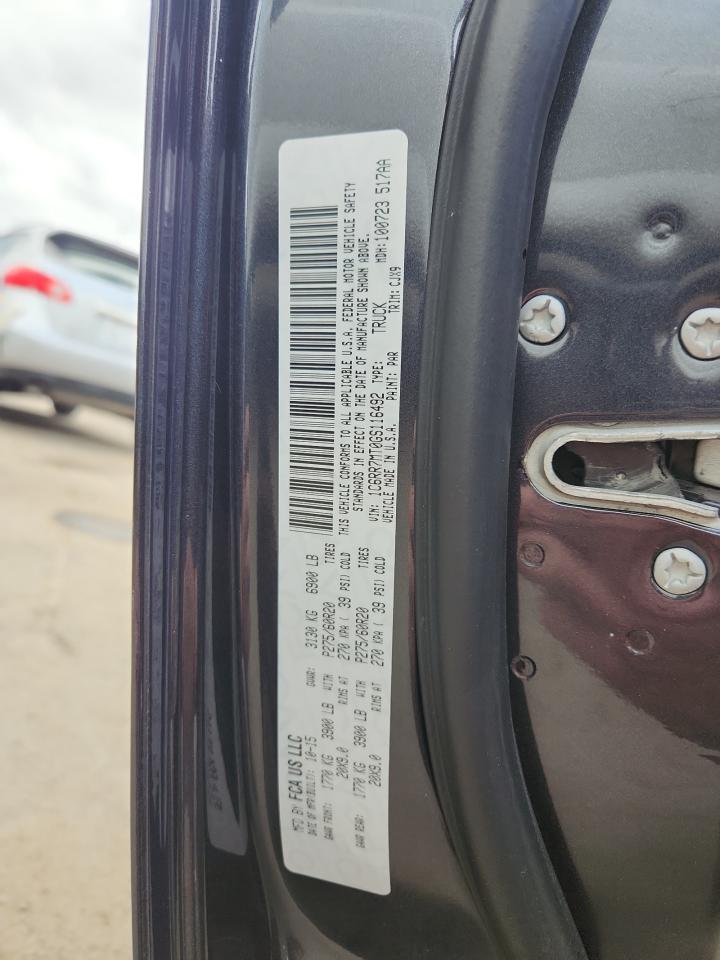 MFD BY FCA US LLC
DATE OF MFR/BUILT: 10-15 GVWR: 3130 KG 6900 LB
GAWR FRONT: 1770 KG 3900 LB WITH P275/60R20 TIRES
20X9.0 RIMS AT 270 KPA ( 39 PSI) COLD
GAWR REAR: 1770 KG 3900 LB WITH P275/60R20 TIRES
20X9.0 RIMS AT 270 KPA ( 39 PSI) COLD
THIS VEHICLE CONFORMS TO ALL APPLICABLE U.S.A. FEDERAL MOTOR VEHICLE SAFETY
STANDARDS IN EFFECT ON THE DATE OF MANUFACTURE SHOWN ABOVE.
VIN: 1C6RR7MT0GS116492 TYPE: TRUCK MDH:100723 517AA
VEHICLE MADE IN U.S.A. PAINT: PAR TRIM: CJX9